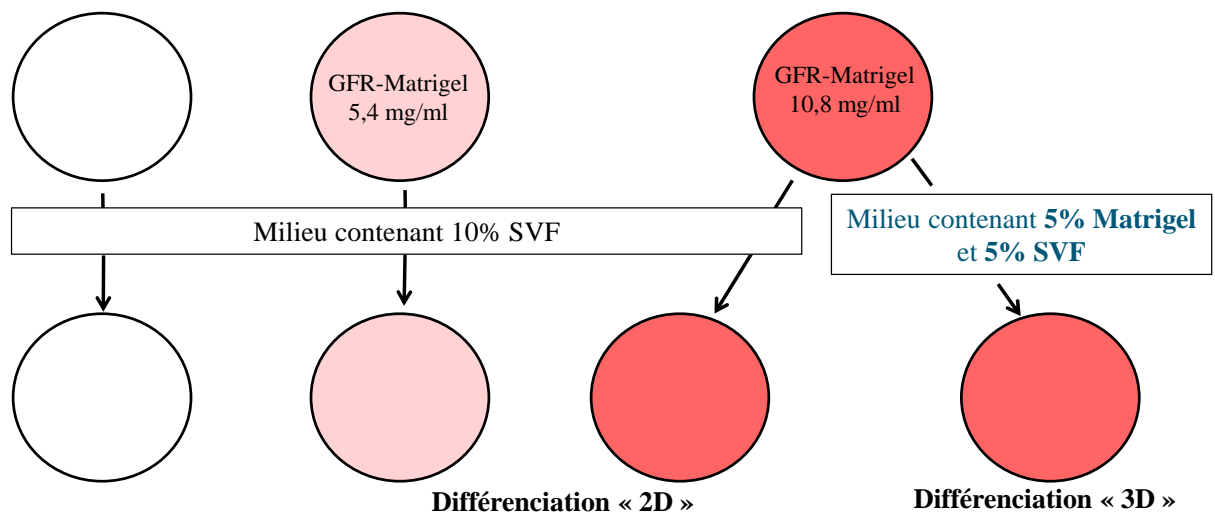 GFR-Matrigel
5,4 mg/ml
GFR-Matrigel
10,8 mg/ml
Milieu contenant 10% SVF
Milieu contenant 5% Matrigel
et 5% SVF
Différenciation « 2D »
Différenciation « 3D »